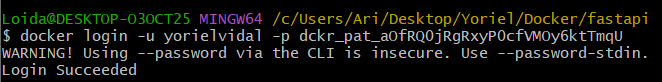 Loida@DESKTOP-O3OCT25 MINGW64 /c/Users/Ari/Desktop/Yoriel/Docker/fastapi
$ docker login -u yorielvidal -p dckr_pat_aOfRQOjRgRxyPOcfVMOy6ktTmqU
WARNING! Using --password via the CLI is insecure. Use --password-stdin.
Login Succeeded